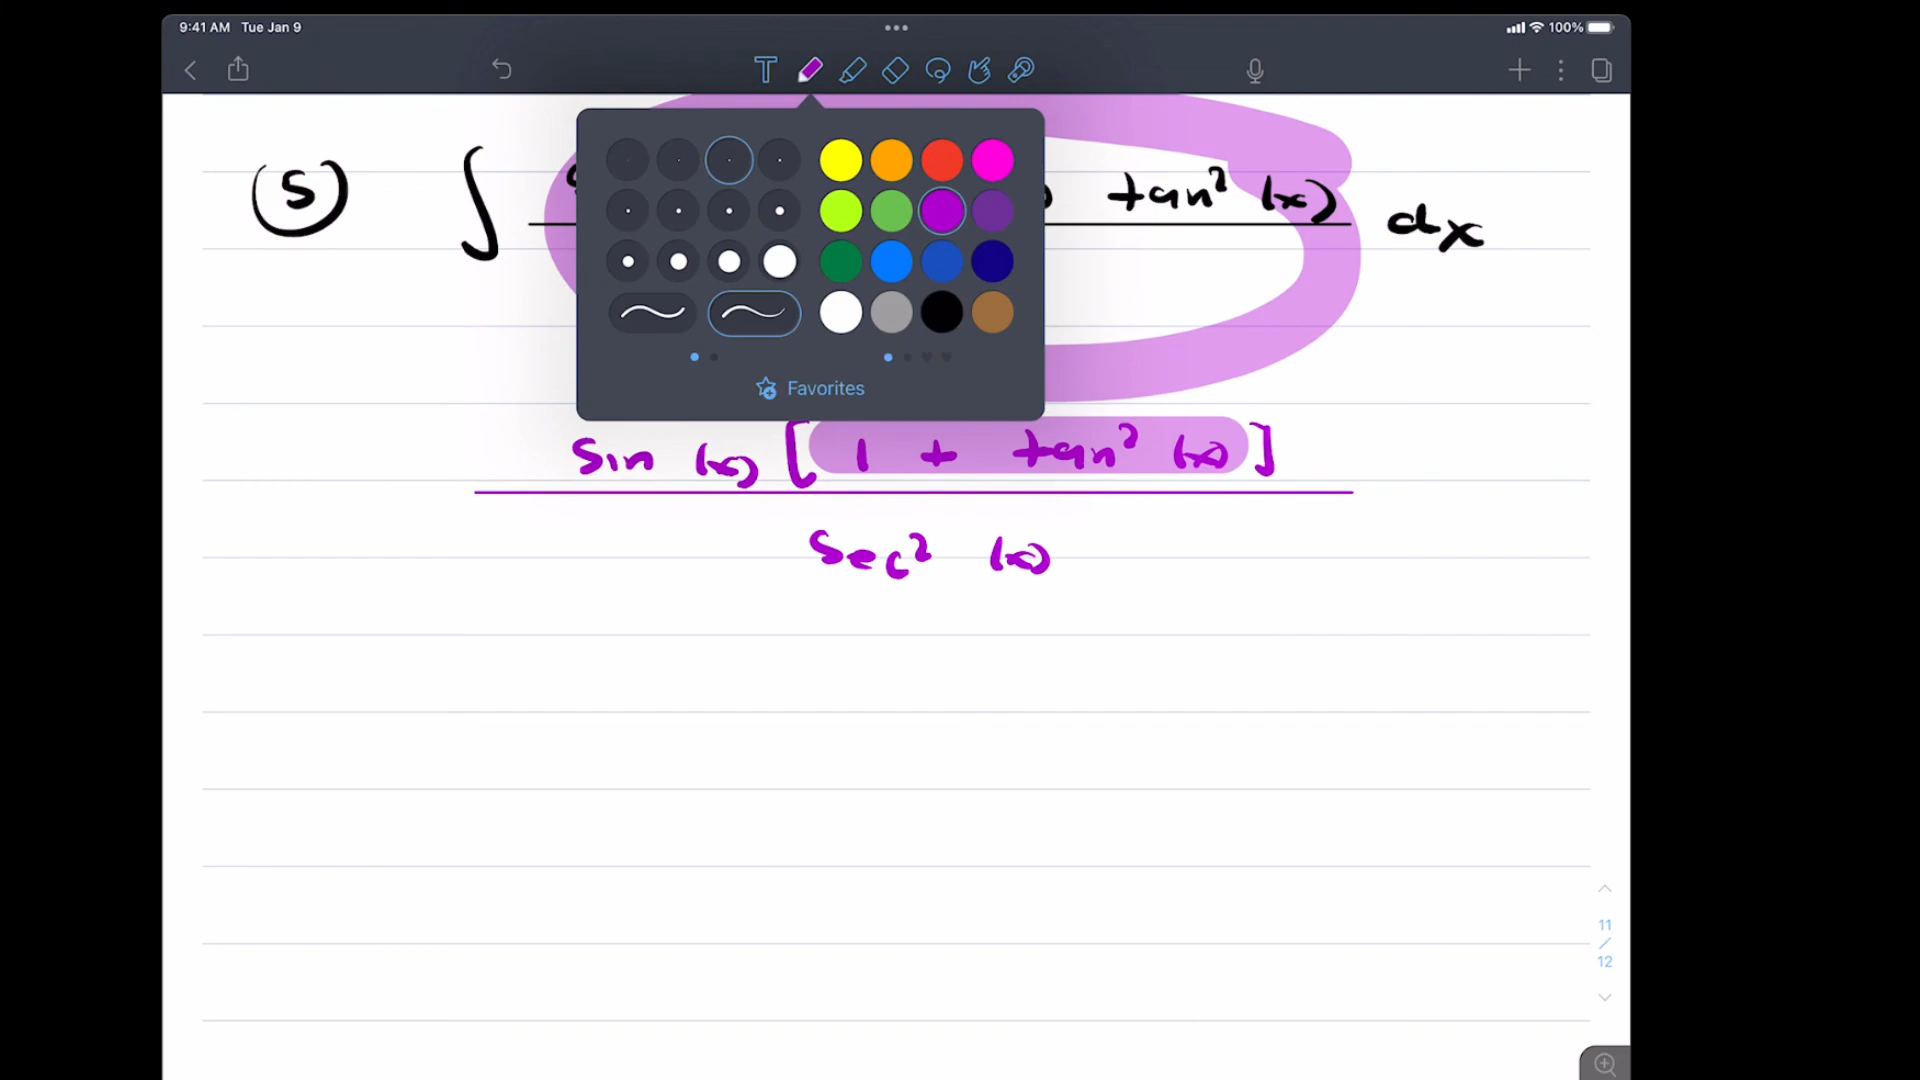 9:41 AM Tue Jan 9
100%
(5) ∫ tan² (x) dx
Favorites
sin (x) [ 1 + tan² (x) ]
sec² (x)
11
/
12